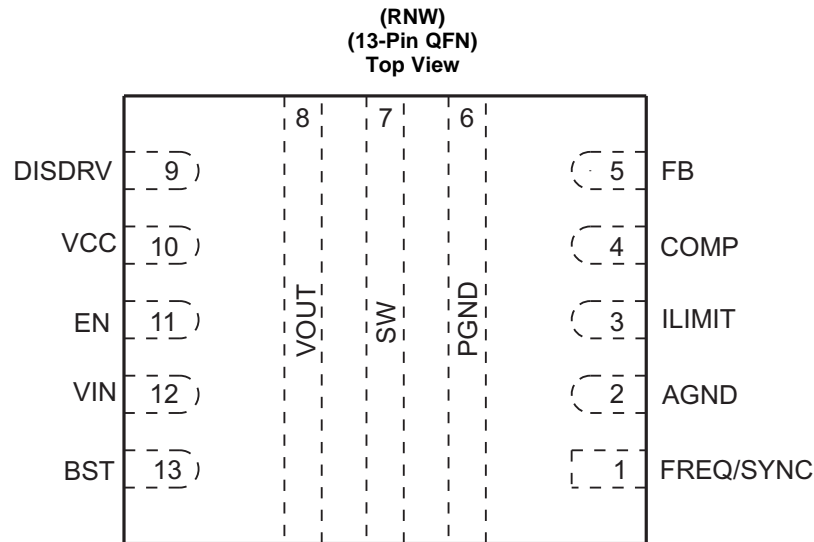 (RNW)
(13-Pin QFN)
Top View
8 7 6
DISDRV 9 5 FB
VCC 10 4 COMP
EN 11 3 ILIMIT
VOUT
SW
PGND
VIN 12 2 AGND
BST 13 1 FREQ/SYNC